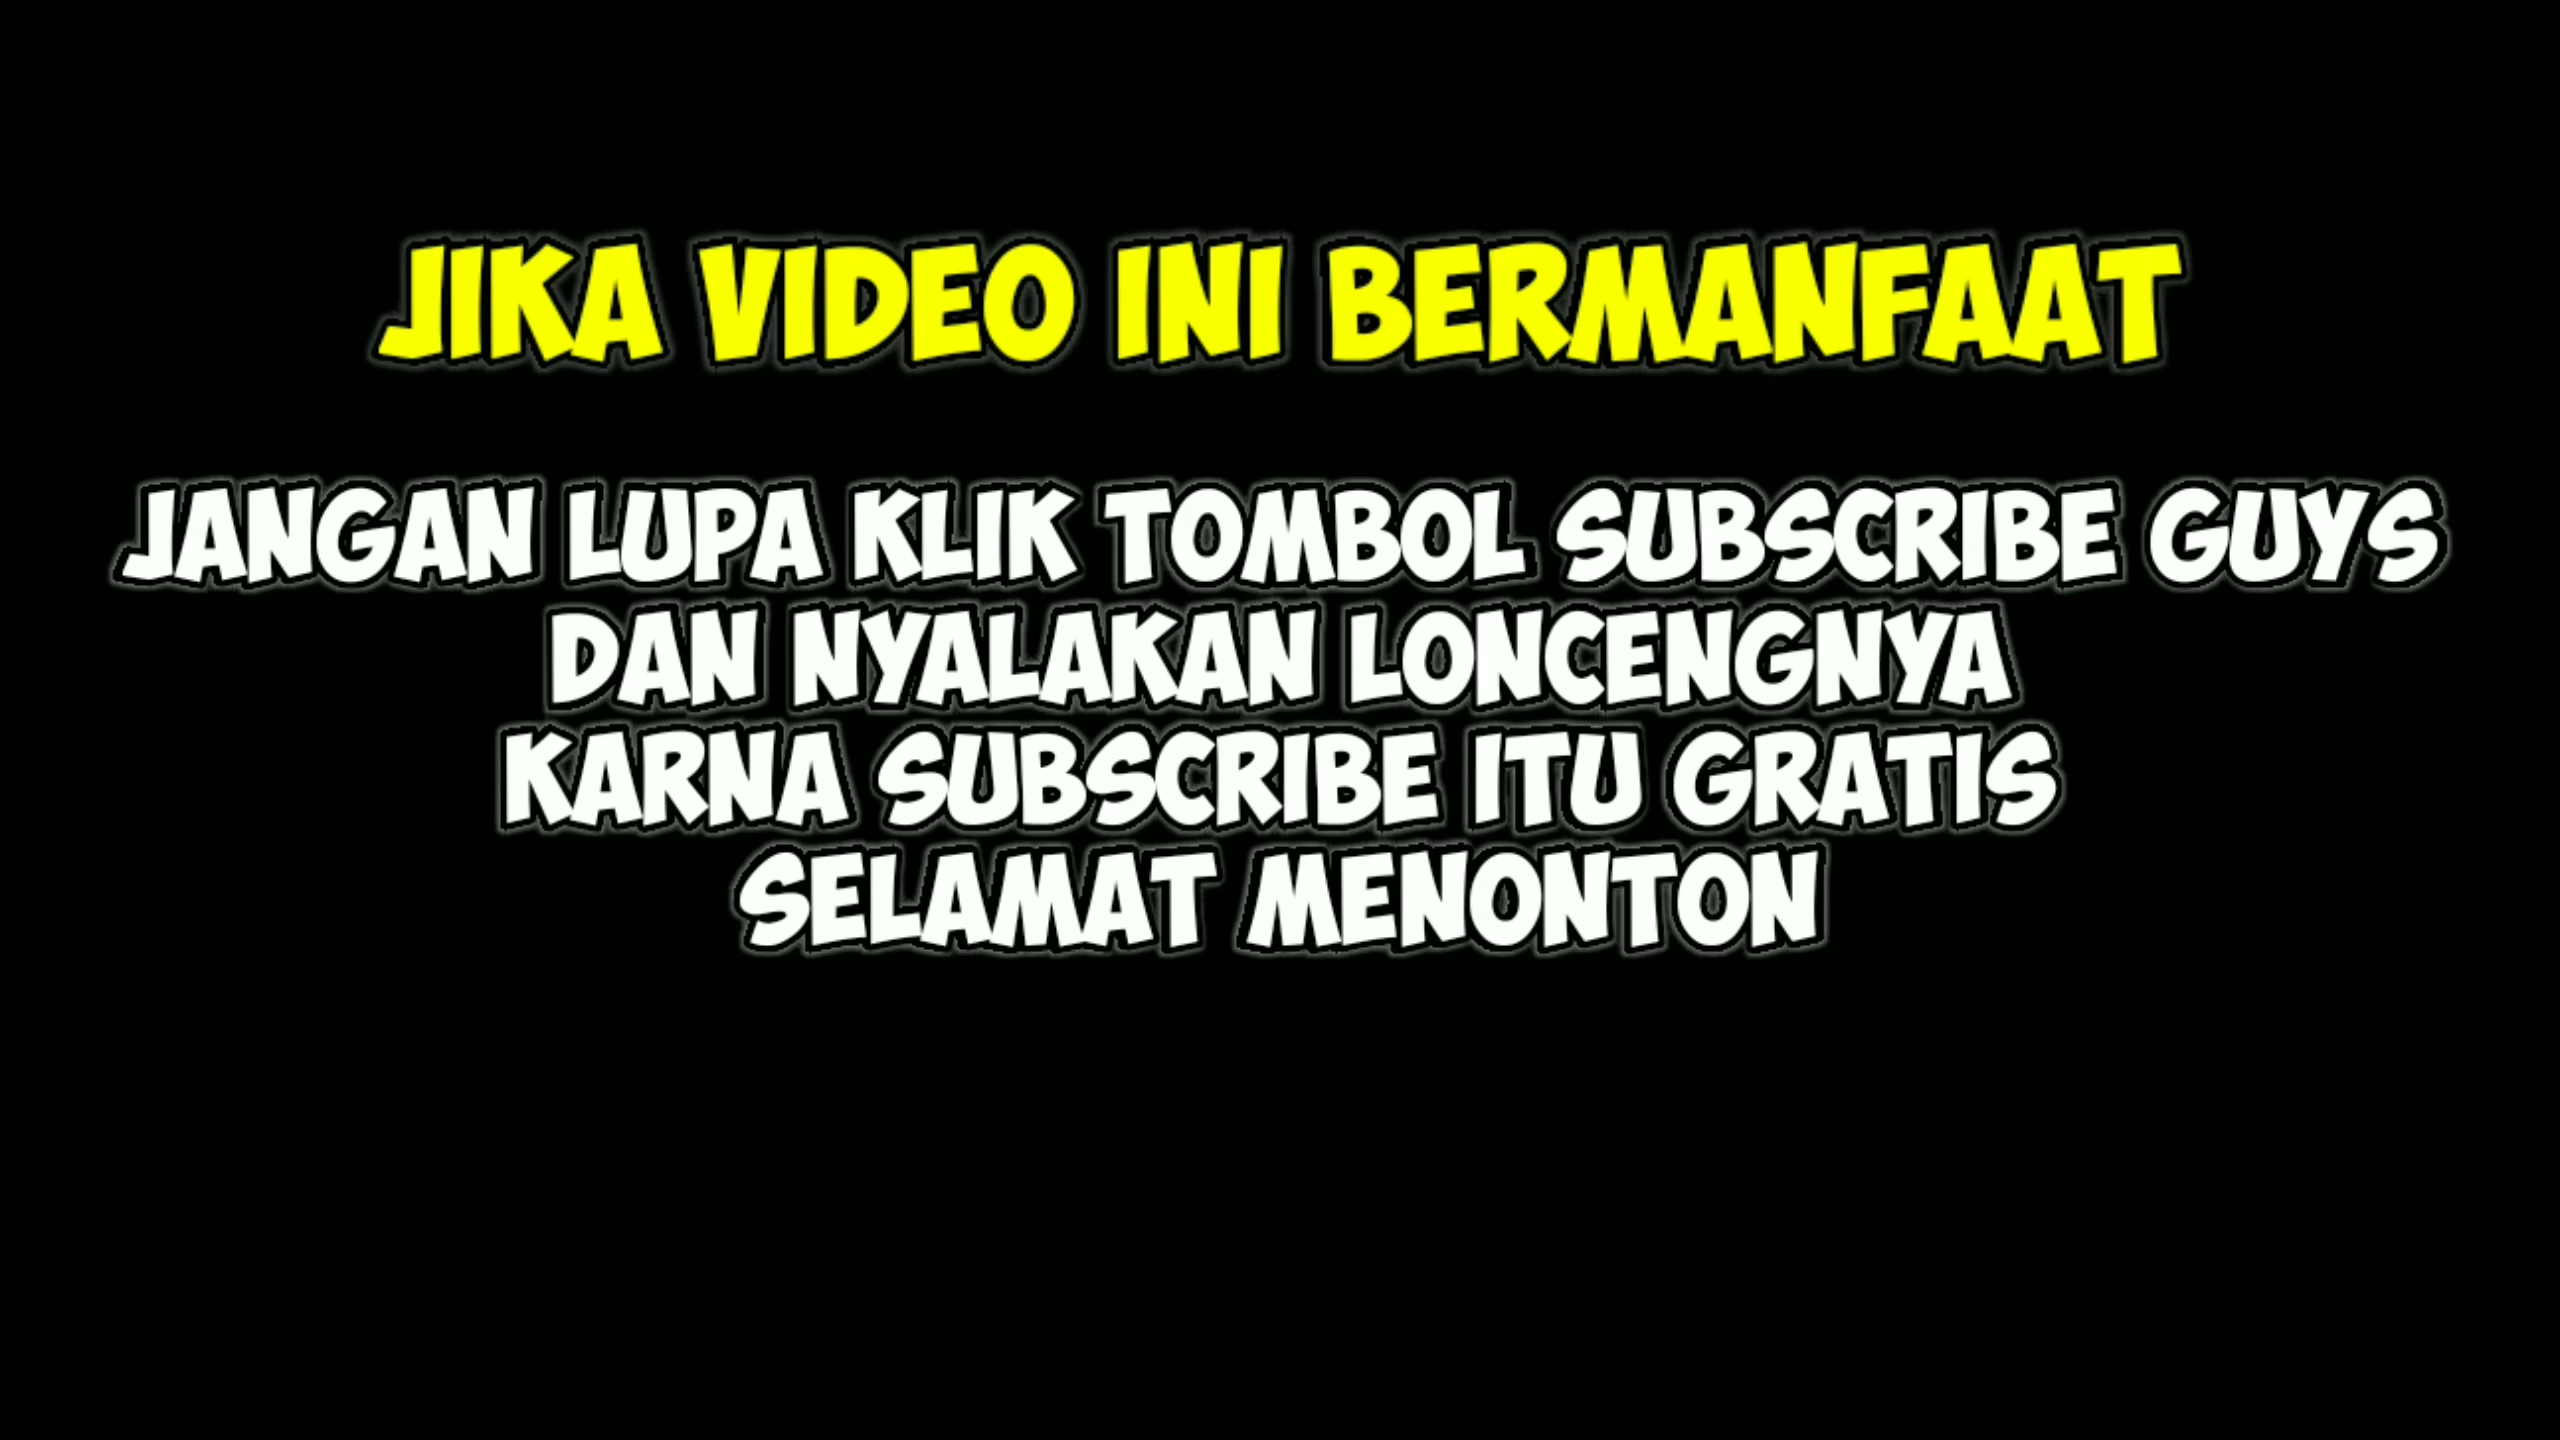 JIKA VIDEO INI BERMANFAAT
JANGAN LUPA KLIK TOMBOL SUBSCRIBE GUYS
DAN NYALAKAN LONCENGNYA
KARNA SUBSCRIBE ITU GRATIS
SELAMAT MENONTON